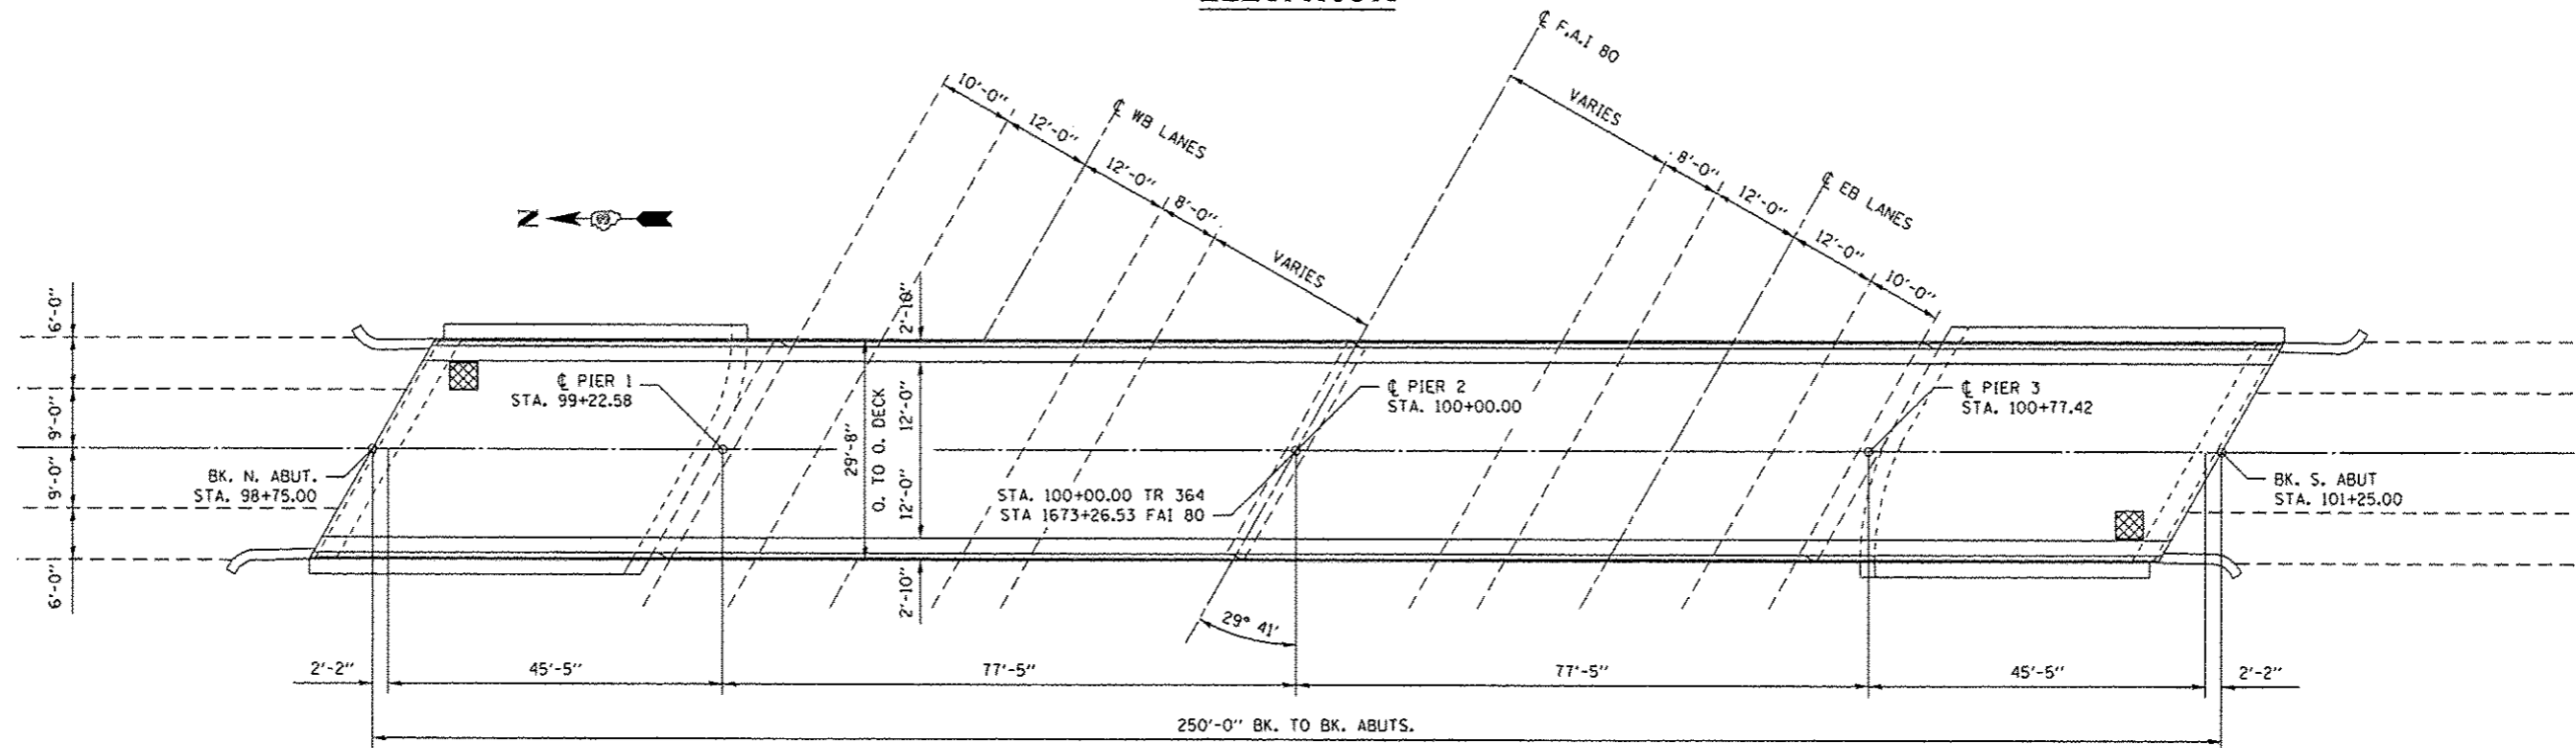 ℄ F.A.I 80
10'-0"
12'-0"
℄ WB LANES
12'-0"
8'-0"
VARIES
VARIES
8'-0"
12'-0"
℄ EB LANES
12'-0"
10'-0"
N
6'-0"
9'-0"
9'-0"
6'-0"
2'-10"
29'-8"
O. TO O. DECK
12'-0"
12'-0"
2'-10"
℄ PIER 1
STA. 99+22.58
℄ PIER 2
STA. 100+00.00
℄ PIER 3
STA. 100+77.42
BK. N. ABUT.
STA. 98+75.00
STA. 100+00.00 TR 364
STA 1673+26.53 FAI 80
BK. S. ABUT
STA. 101+25.00
29° 41'
2'-2"
45'-5"
77'-5"
77'-5"
45'-5"
2'-2"
250'-0" BK. TO BK. ABUTS.